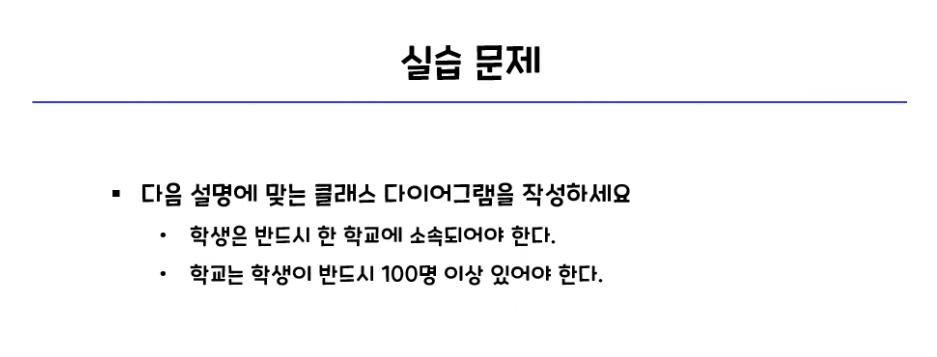 실습 문제
▪ 다음 설명에 맞는 클래스 다이어그램을 작성하세요
• 학생은 반드시 한 학교에 소속되어야 한다.
• 학교는 학생이 반드시 100명 이상 있어야 한다.